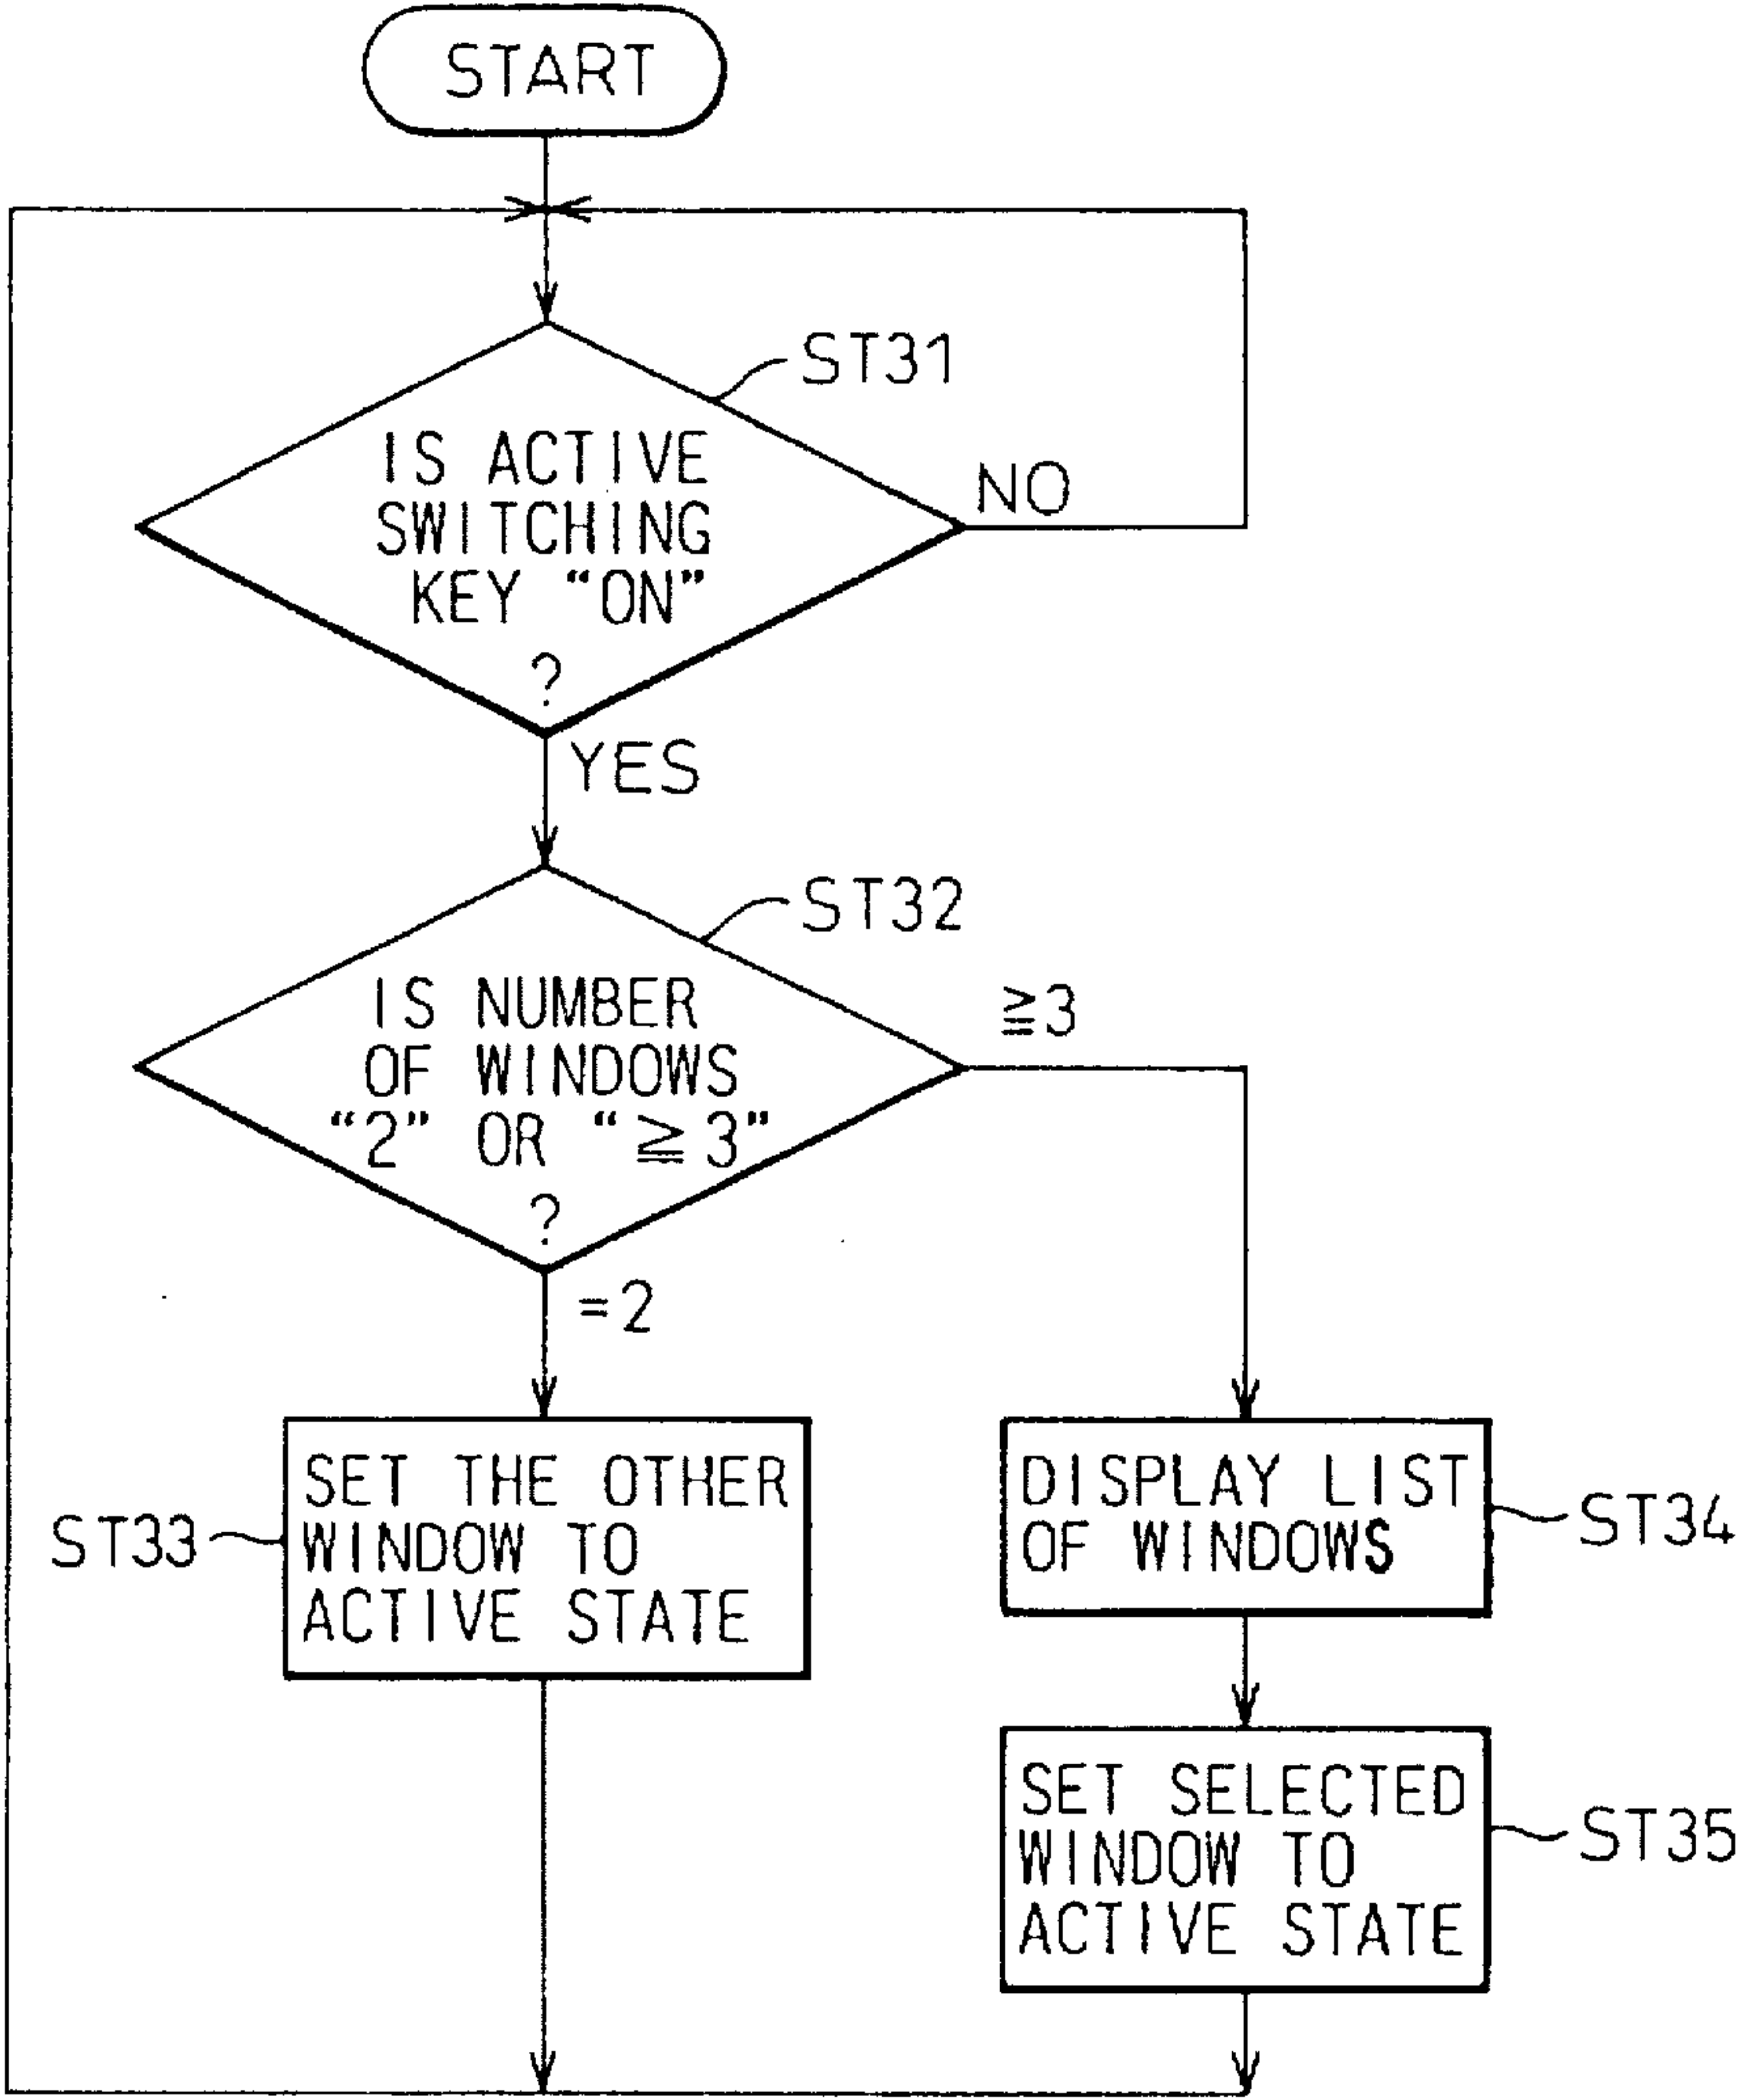 START
ST31
IS ACTIVE
SWITCHING
KEY “ON”
?
NO
YES
ST32
IS NUMBER
OF WINDOWS
“2” OR “≧3”
?
≧3
=2
SET THE OTHER
WINDOW TO
ACTIVE STATE
ST33
DISPLAY LIST
OF WINDOWS
ST34
SET SELECTED
WINDOW TO
ACTIVE STATE
ST35